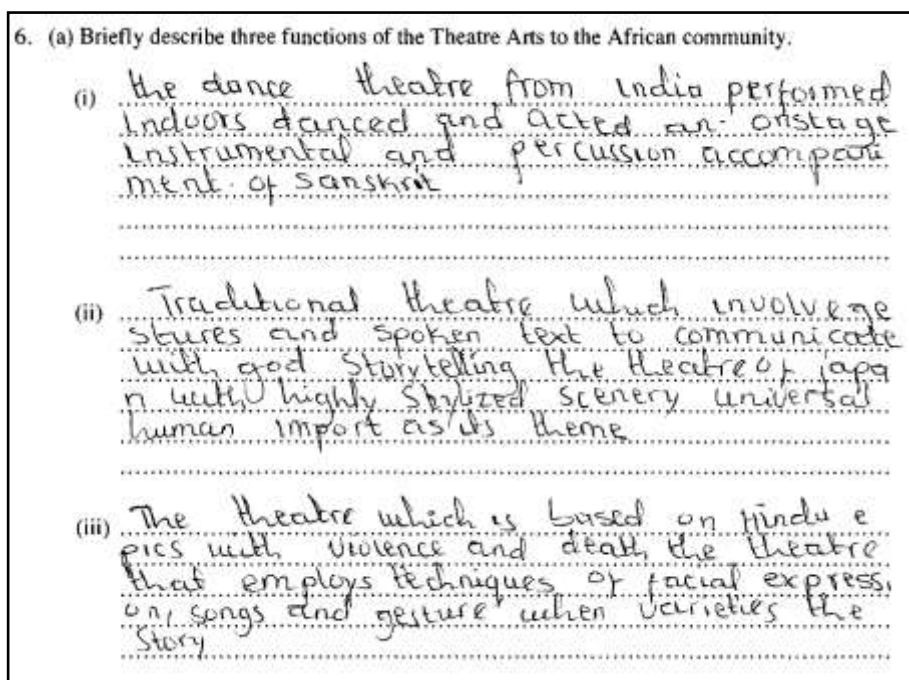 6. (a) Briefly describe three functions of the Theatre Arts to the African community.
(i) the dance theatre from India performed
Indoors danced and acted an onstage
instrumental and percussion accompani
ment of Sanskrit
(ii) Traditional theatre which involve ge
stures and spoken text to communicate
with god Storytelling the theatre of japa
n with highly stylized scenery universal
human import as its theme
(iii) The theatre which is based on Hindu e
pics with violence and death, the theatre
that employs techniques of facial expressi
on, songs and gesture when varieties the
Story